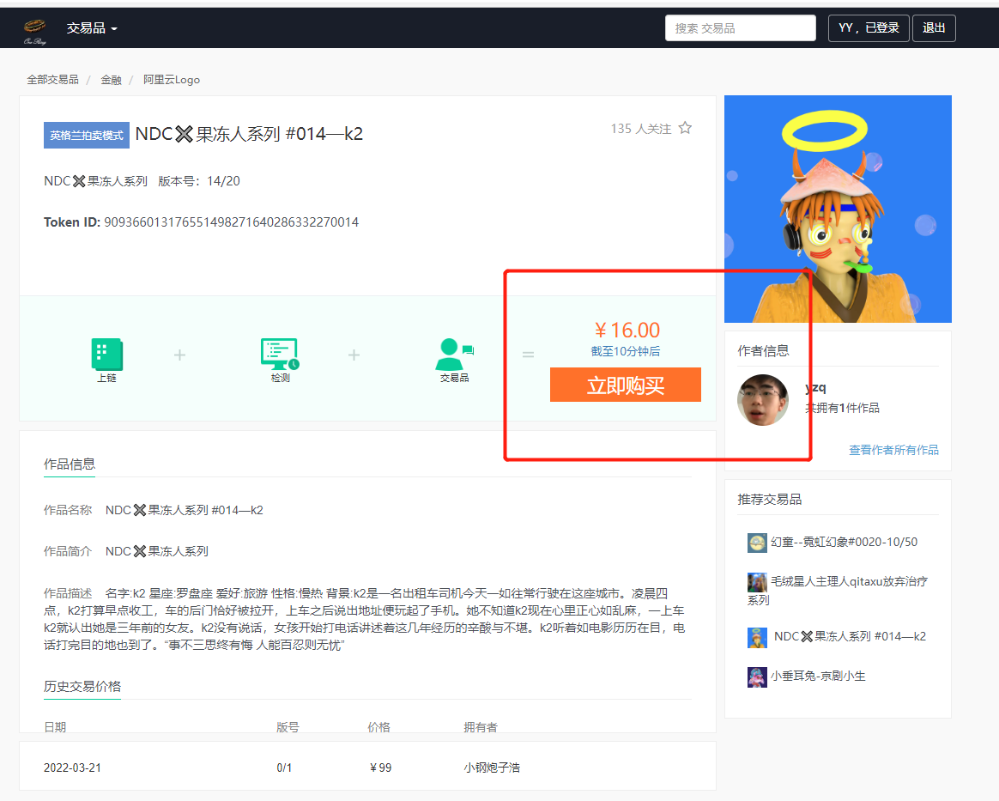 One Ring
交易品
搜索 交易品
YY ，已登录
退出
全部交易品 / 金融 / 阿里云Logo
英格兰拍卖模式 NDC✖️果冻人系列 #014—k2
135 人关注
NDC✖️果冻人系列 版本号：14/20
Token ID: 909366013176551498271640286332270014
上链
+
检测
+
交易品
=
￥16.00
截至10分钟后
立即购买
作品信息
作品名称 NDC✖️果冻人系列 #014—k2
作品简介 NDC✖️果冻人系列
作品描述 名字:k2 星座:罗盘座 爱好:旅游 性格:慢热 背景:k2是一名出租车司机今天一如往常行驶在这座城市。凌晨四
点，k2打算早点收工，车的后门恰好被拉开，上车之后说出地址便玩起了手机。她不知道k2现在心里正心如乱麻，一上车
k2就认出她是三年前的女友。k2没有说话，女孩开始打电话讲述着这几年经历的辛酸与不堪。k2听着如电影历历在目，电
话打完目的地也到了。“事不三思终有悔 人能百忍则无忧”
历史交易价格
日期 版号 价格 拥有者
2022-03-21 0/1 ￥99 小钢炮子浩
作者信息
yzq
共拥有1件作品
查看作者所有作品
推荐交易品
幻童--霓虹幻象#0020-10/50
毛绒星人主理人qitaxu放弃治疗
系列
NDC✖️果冻人系列 #014—k2
小垂耳兔-京剧小生